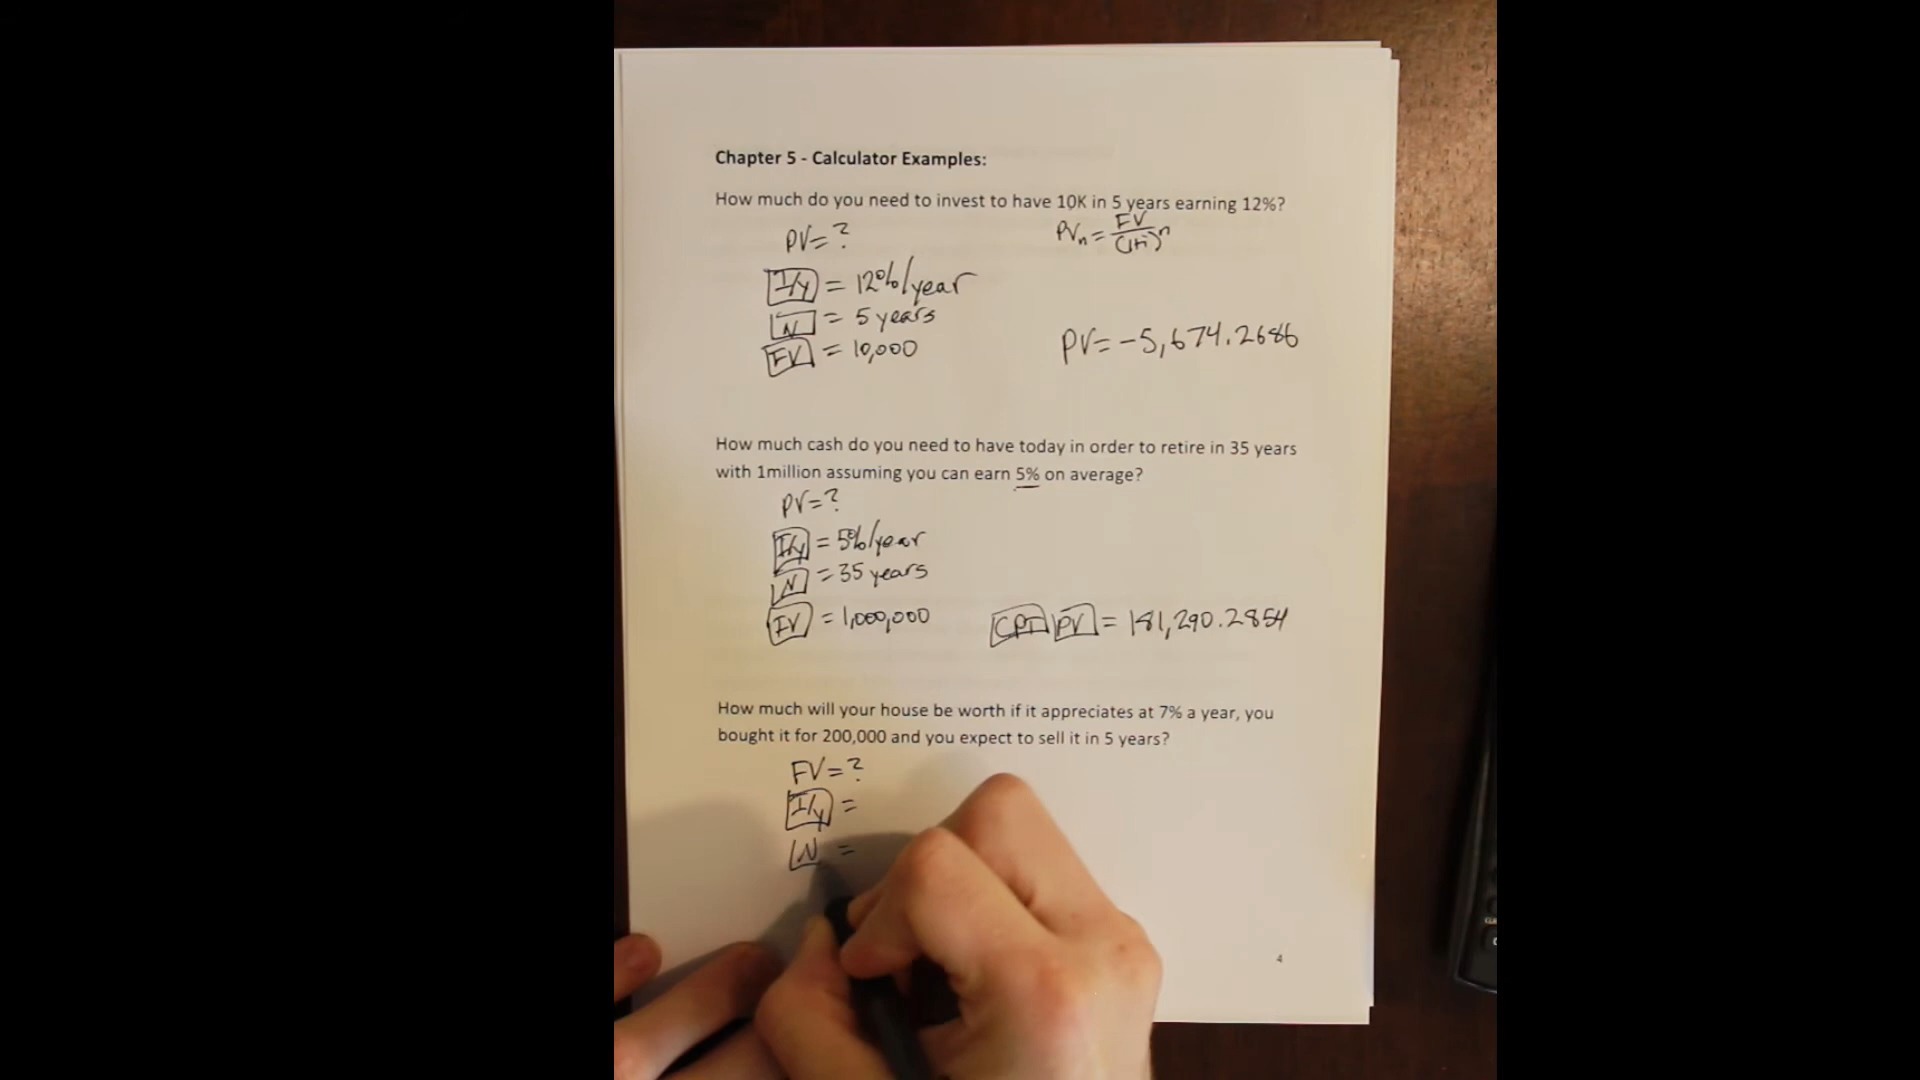 Chapter 5 - Calculator Examples:
How much do you need to invest to have 10K in 5 years earning 12%?
PV = ?
PVn = FV/(1+i)^n
I/y = 12%/year
N = 5 years
FV = 10,000
PV = -5,674.2686
How much cash do you need to have today in order to retire in 35 years
with 1million assuming you can earn 5% on average?
PV = ?
I/y = 5%/year
N = 35 years
FV = 1,000,000
CPT PV = 181,290.2854
How much will your house be worth if it appreciates at 7% a year, you
bought it for 200,000 and you expect to sell it in 5 years?
FV = ?
I/y =
N =
4